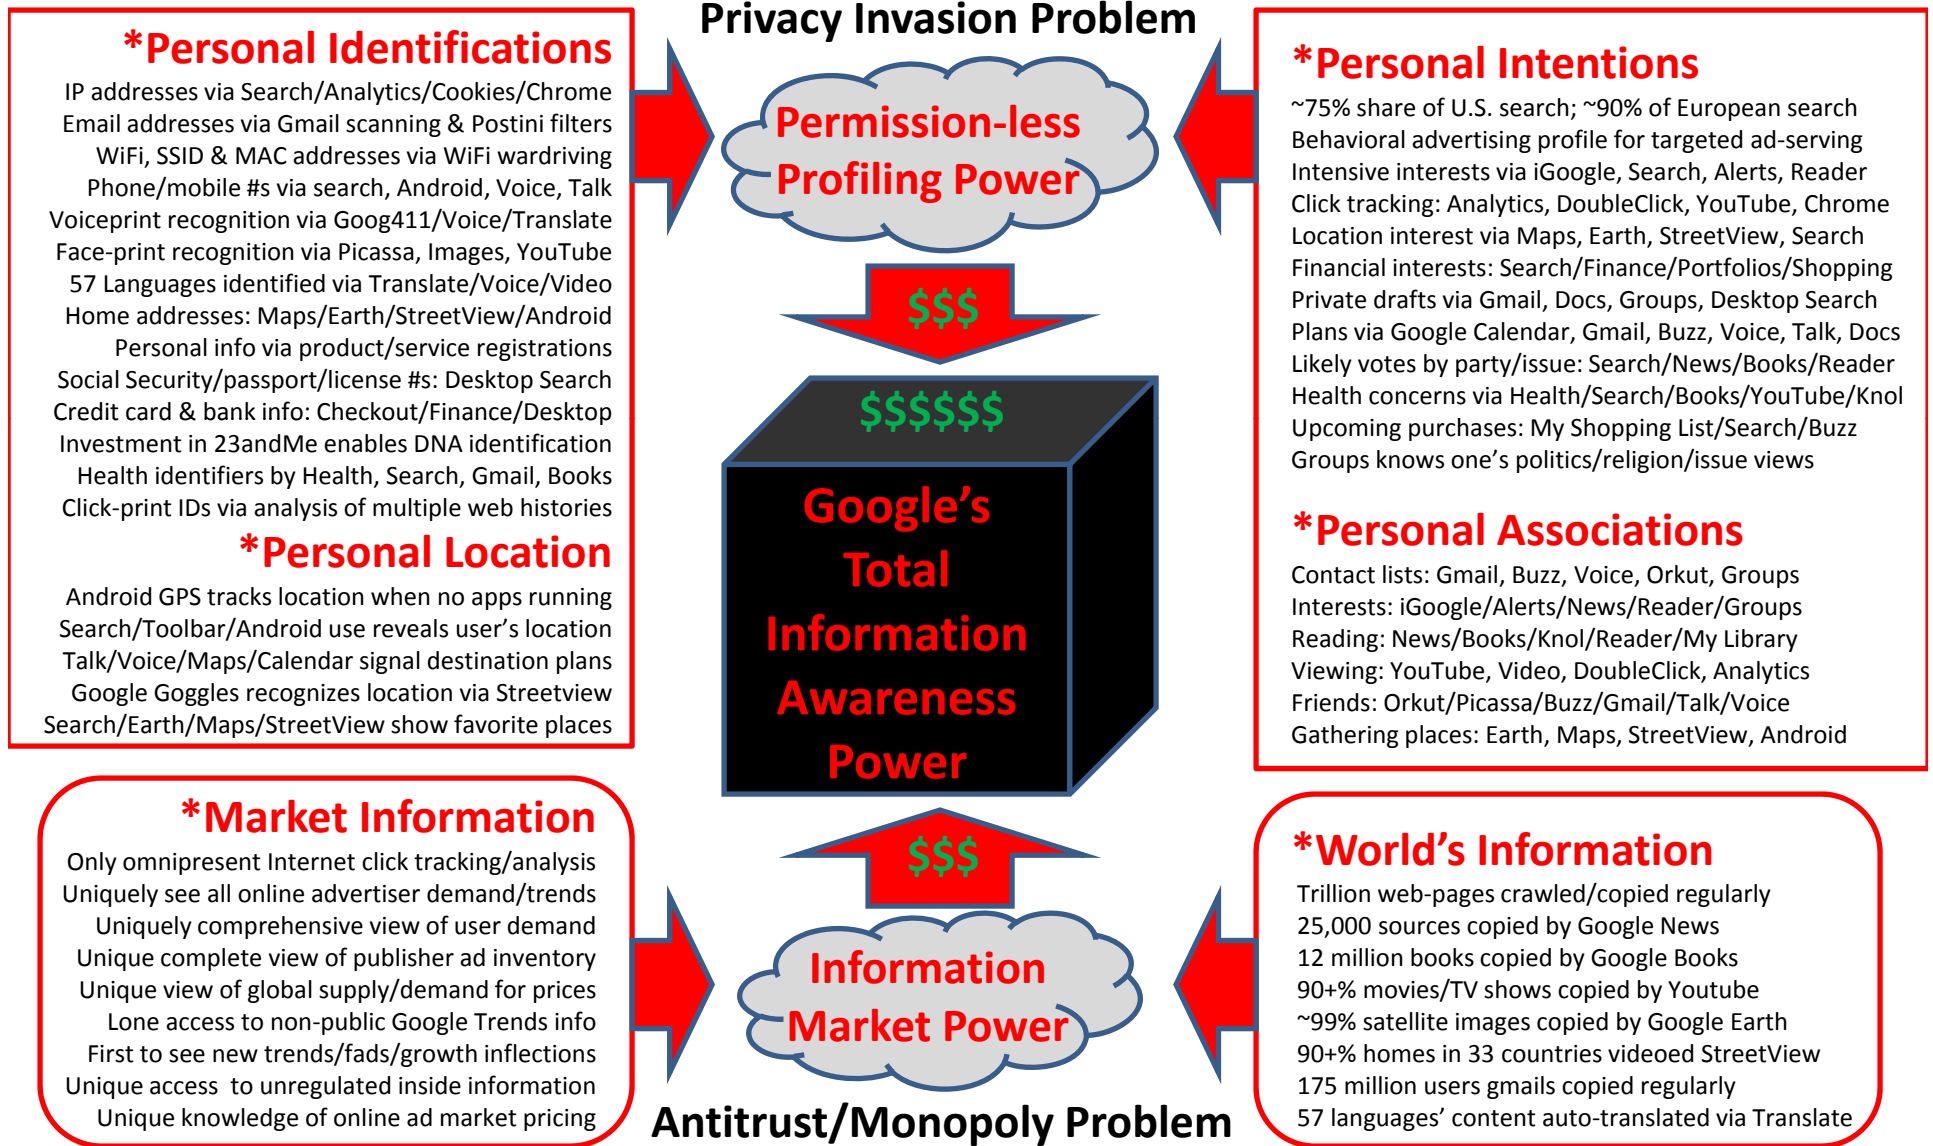 Privacy Invasion Problem
*Personal Identifications
IP addresses via Search/Analytics/Cookies/Chrome
Email addresses via Gmail scanning & Postini filters
WiFi, SSID & MAC addresses via WiFi wardriving
Phone/mobile #s via search, Android, Voice, Talk
Voiceprint recognition via Goog411/Voice/Translate
Face-print recognition via Picassa, Images, YouTube
57 Languages identified via Translate/Voice/Video
Home addresses: Maps/Earth/StreetView/Android
Personal info via product/service registrations
Social Security/passport/license #s: Desktop Search
Credit card & bank info: Checkout/Finance/Desktop
Investment in 23andMe enables DNA identification
Health identifiers by Health, Search, Gmail, Books
Click-print IDs via analysis of multiple web histories
*Personal Location
Android GPS tracks location when no apps running
Search/Toolbar/Android use reveals user's location
Talk/Voice/Maps/Calendar signal destination plans
Google Goggles recognizes location via Streetview
Search/Earth/Maps/StreetView show favorite places
Permission-less
Profiling Power
$$$
$$$$$$
Google's
Total
Information
Awareness
Power
*Personal Intentions
~75% share of U.S. search; ~90% of European search
Behavioral advertising profile for targeted ad-serving
Intensive interests via iGoogle, Search, Alerts, Reader
Click tracking: Analytics, DoubleClick, YouTube, Chrome
Location interest via Maps, Earth, StreetView, Search
Financial interests: Search/Finance/Portfolios/Shopping
Private drafts via Gmail, Docs, Groups, Desktop Search
Plans via Google Calendar, Gmail, Buzz, Voice, Talk, Docs
Likely votes by party/issue: Search/News/Books/Reader
Health concerns via Health/Search/Books/YouTube/Knol
Upcoming purchases: My Shopping List/Search/Buzz
Groups knows one's politics/religion/issue views
*Personal Associations
Contact lists: Gmail, Buzz, Voice, Orkut, Groups
Interests: iGoogle/Alerts/News/Reader/Groups
Reading: News/Books/Knol/Reader/My Library
Viewing: YouTube, Video, DoubleClick, Analytics
Friends: Orkut/Picassa/Buzz/Gmail/Talk/Voice
Gathering places: Earth, Maps, StreetView, Android
*Market Information
Only omnipresent Internet click tracking/analysis
Uniquely see all online advertiser demand/trends
Uniquely comprehensive view of user demand
Unique complete view of publisher ad inventory
Unique view of global supply/demand for prices
Lone access to non-public Google Trends info
First to see new trends/fads/growth inflections
Unique access to unregulated inside information
Unique knowledge of online ad market pricing
$$$
Information
Market Power
*World's Information
Trillion web-pages crawled/copied regularly
25,000 sources copied by Google News
12 million books copied by Google Books
90+% movies/TV shows copied by Youtube
~99% satellite images copied by Google Earth
90+% homes in 33 countries videoed StreetView
175 million users gmails copied regularly
57 languages' content auto-translated via Translate
Antitrust/Monopoly Problem